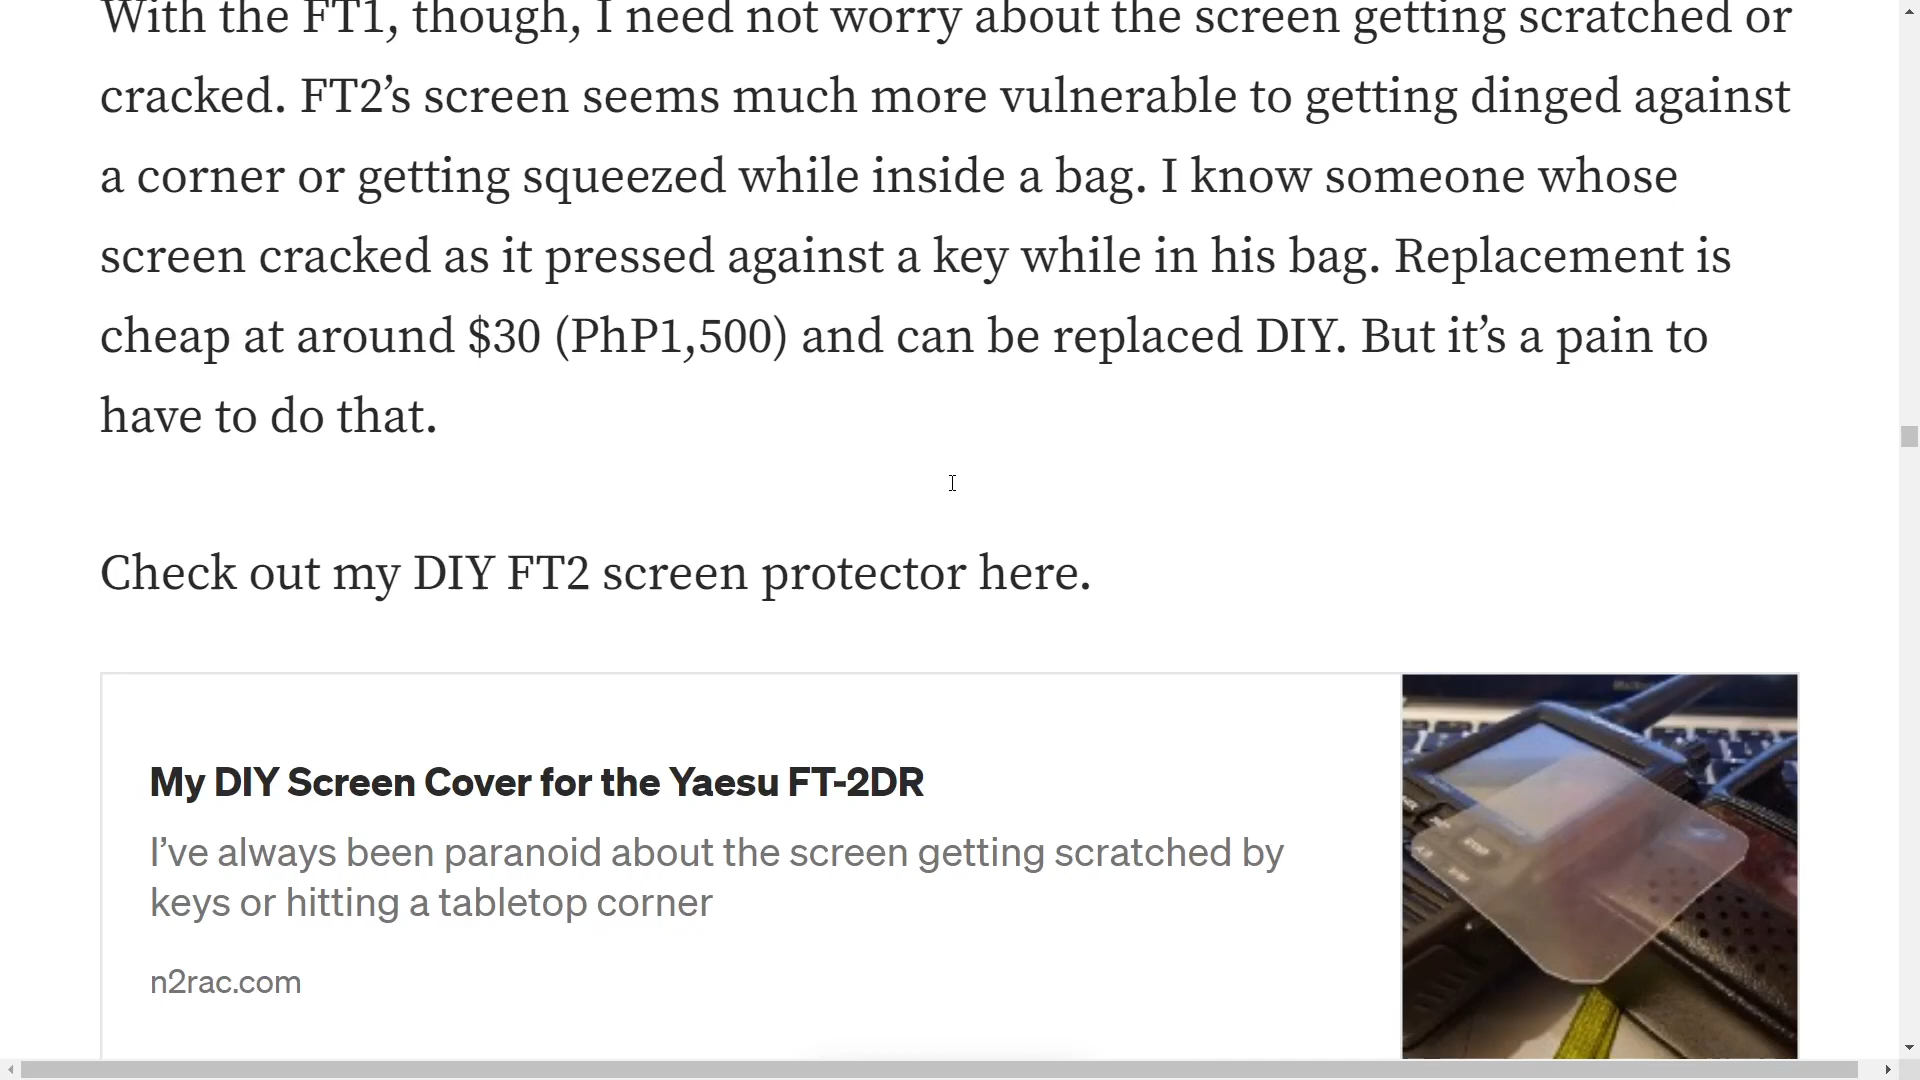 With the FT1, though, I need not worry about the screen getting scratched or
cracked. FT2’s screen seems much more vulnerable to getting dinged against
a corner or getting squeezed while inside a bag. I know someone whose
screen cracked as it pressed against a key while in his bag. Replacement is
cheap at around $30 (PhP1,500) and can be replaced DIY. But it’s a pain to
have to do that.
Check out my DIY FT2 screen protector here.
My DIY Screen Cover for the Yaesu FT-2DR
I’ve always been paranoid about the screen getting scratched by
keys or hitting a tabletop corner
n2rac.com